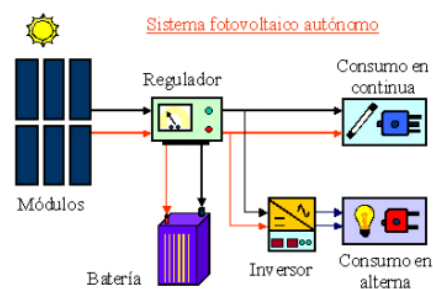 Sistema fotovoltaico autónomo
Regulador
Consumo en
continua
Módulos
Batería
Inversor
Consumo en
alterna